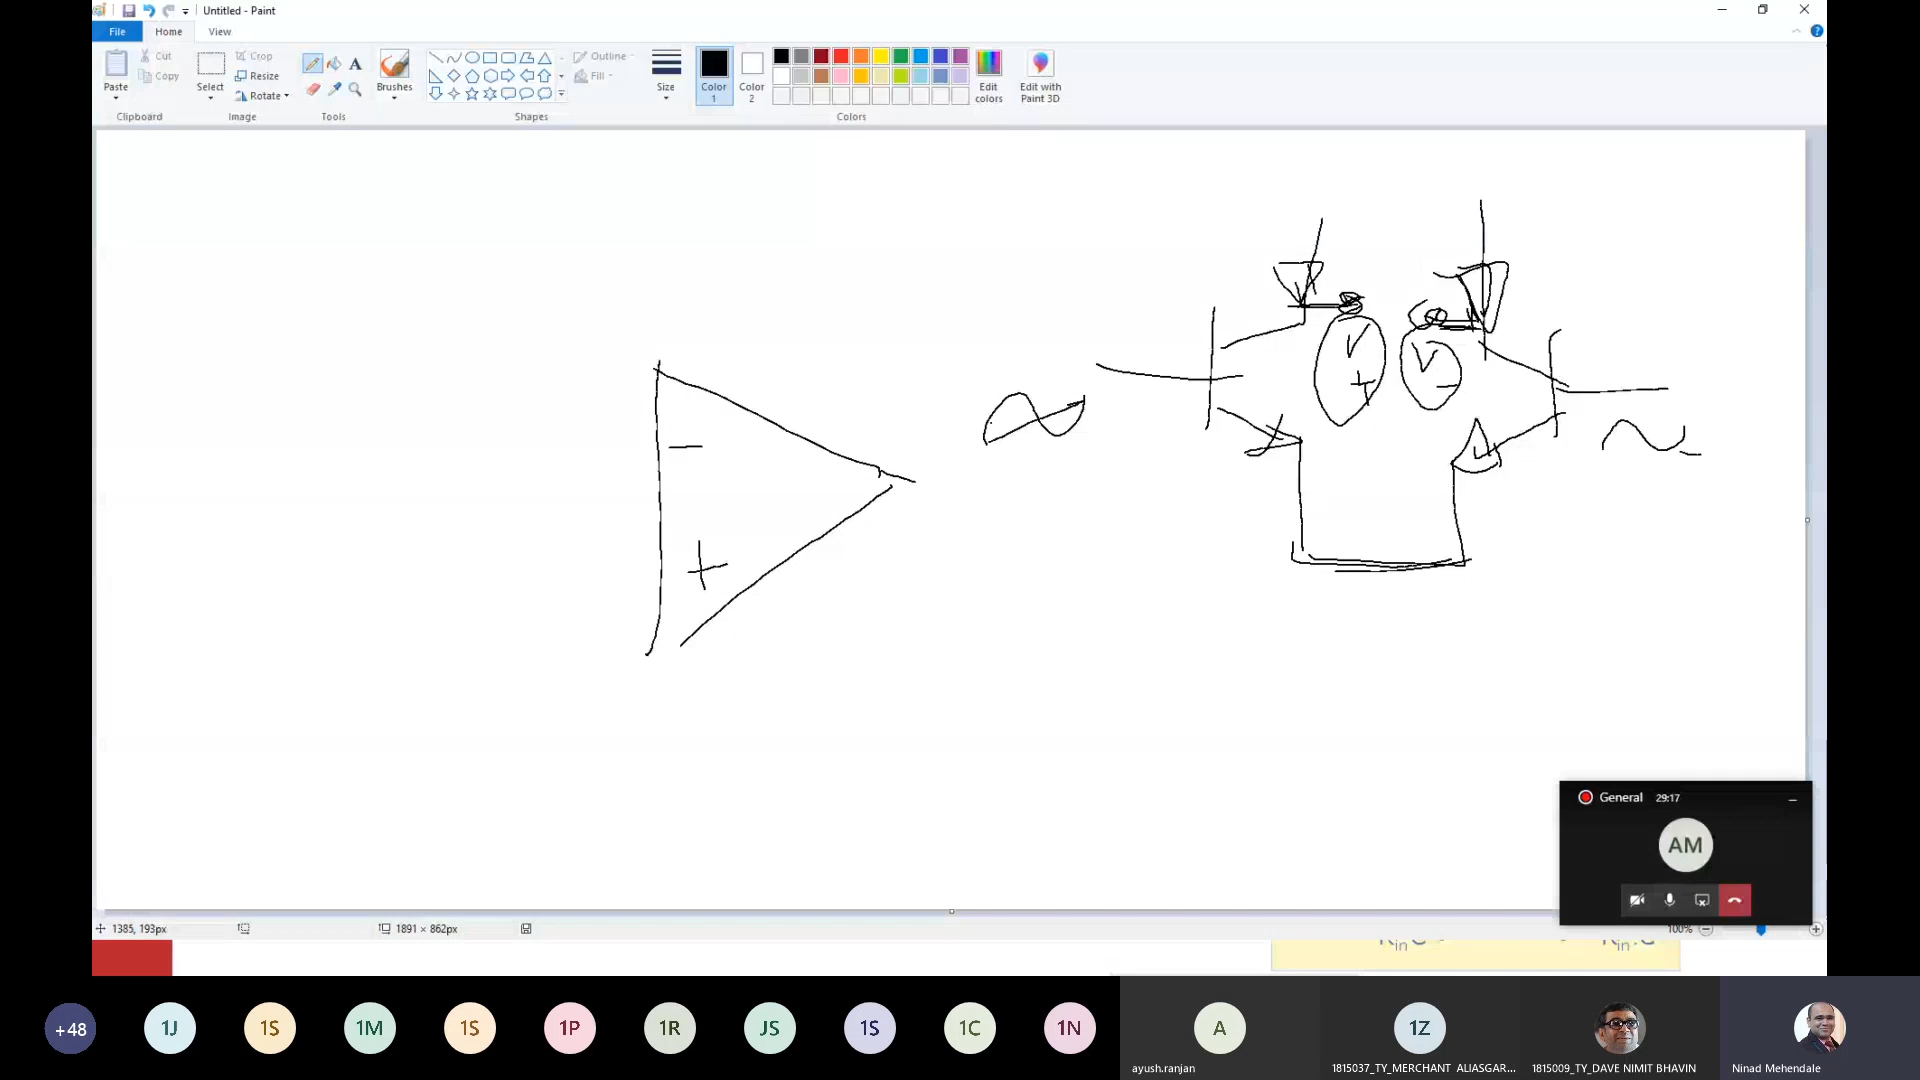 Untitled - Paint
File
Home
View
Paste
Cut
Copy
Clipboard
Select
Crop
Resize
Rotate
Image
Tools
Brushes
Shapes
Outline
Fill
Size
Color
1
Color
2
Edit
colors
Edit with
Paint 3D
Colors
V
+
V
-
-
+
General 29:17
AM
1385, 193px
1891 × 862px
100%
+48
1J
1S
1M
1S
1P
1R
JS
1S
1C
1N
A
1Z
ayush.ranjan
1815037_TY_MERCHANT ALIASGAR...
1815009_TY_DAVE NIMIT BHAVIN
Ninad Mehendale